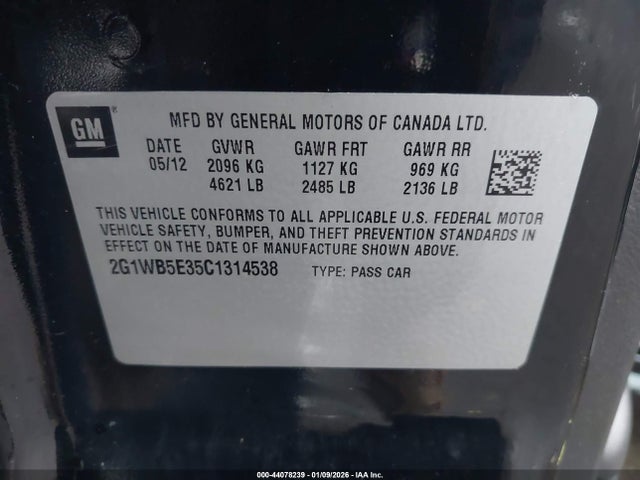 GM ®
MFD BY GENERAL MOTORS OF CANADA LTD.
DATE GVWR GAWR FRT GAWR RR
05/12 2096 KG 1127 KG 969 KG
4621 LB 2485 LB 2136 LB
THIS VEHICLE CONFORMS TO ALL APPLICABLE U.S. FEDERAL MOTOR
VEHICLE SAFETY, BUMPER, AND THEFT PREVENTION STANDARDS IN
EFFECT ON THE DATE OF MANUFACTURE SHOWN ABOVE.
2G1WB5E35C1314538 TYPE: PASS CAR
000-44078239 - 01/09/2026 - IAA Inc.